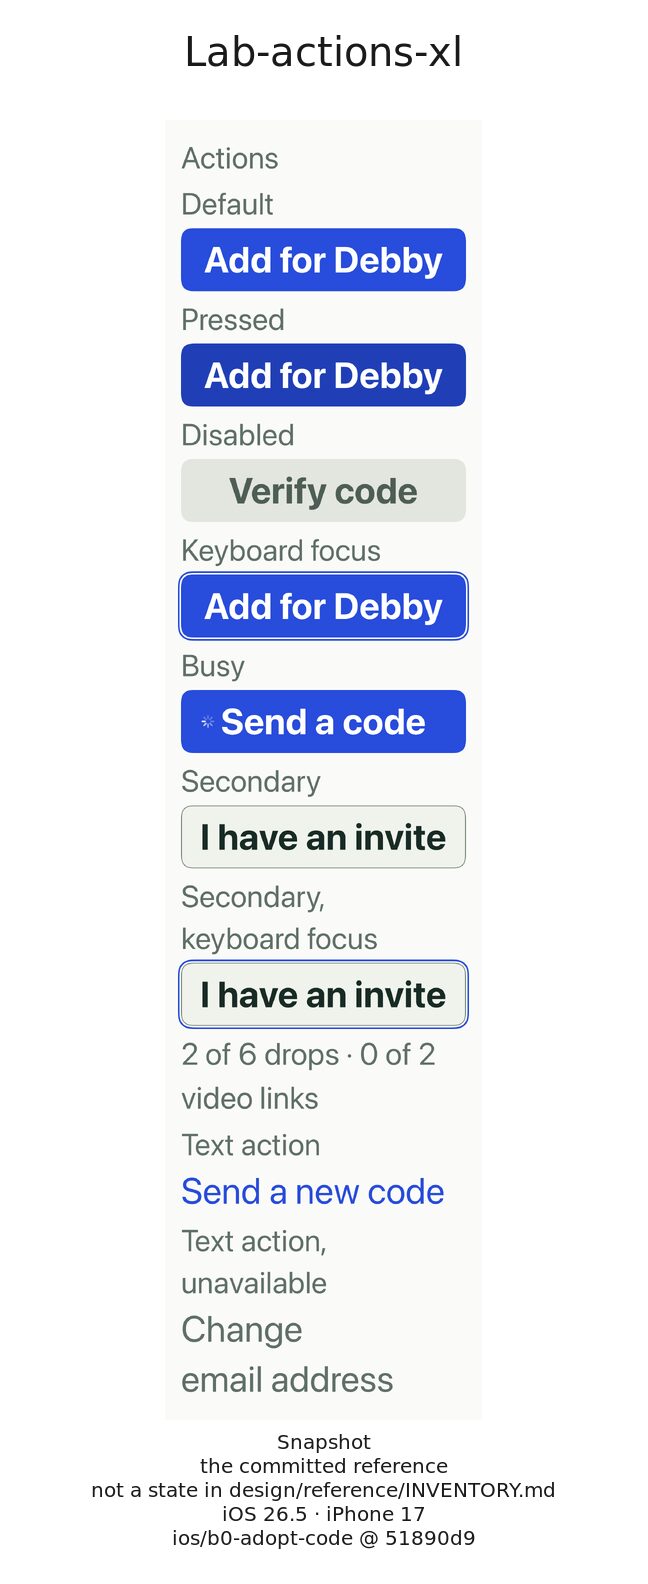 Lab-actions-xl
Actions
Default
Add for Debby
Pressed
Add for Debby
Disabled
Verify code
Keyboard focus
Add for Debby
Busy
Send a code
Secondary
I have an invite
Secondary,
keyboard focus
I have an invite
2 of 6 drops · 0 of 2
video links
Text action
Send a new code
Text action,
unavailable
Change
email address
Snapshot
the committed reference
not a state in design/reference/INVENTORY.md
iOS 26.5 · iPhone 17
ios/b0-adopt-code @ 51890d9